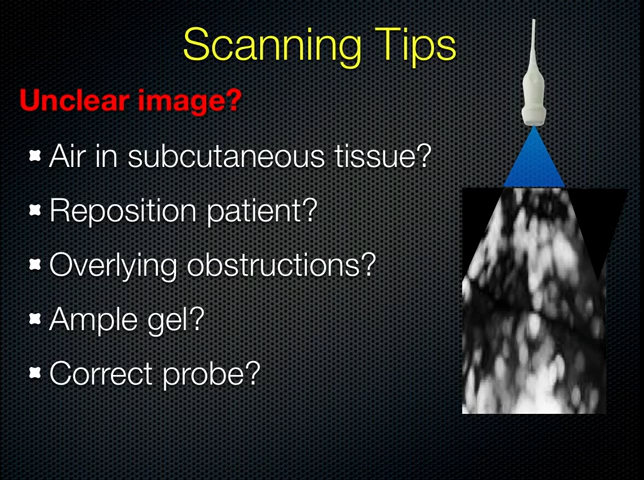 Scanning Tips
Unclear image?
Air in subcutaneous tissue?
Reposition patient?
Overlying obstructions?
Ample gel?
Correct probe?